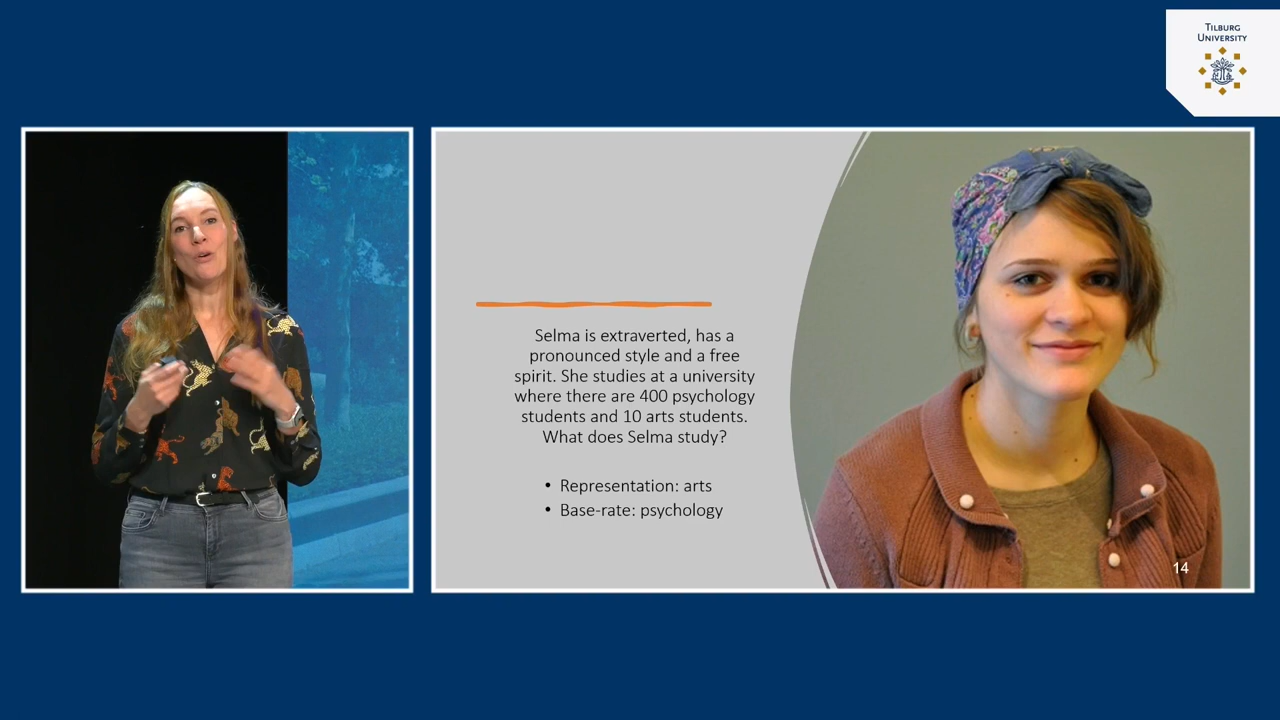 TILBURG
UNIVERSITY
Selma is extraverted, has a
pronounced style and a free
spirit. She studies at a university
where there are 400 psychology
students and 10 arts students.
What does Selma study?
• Representation: arts
• Base-rate: psychology
14